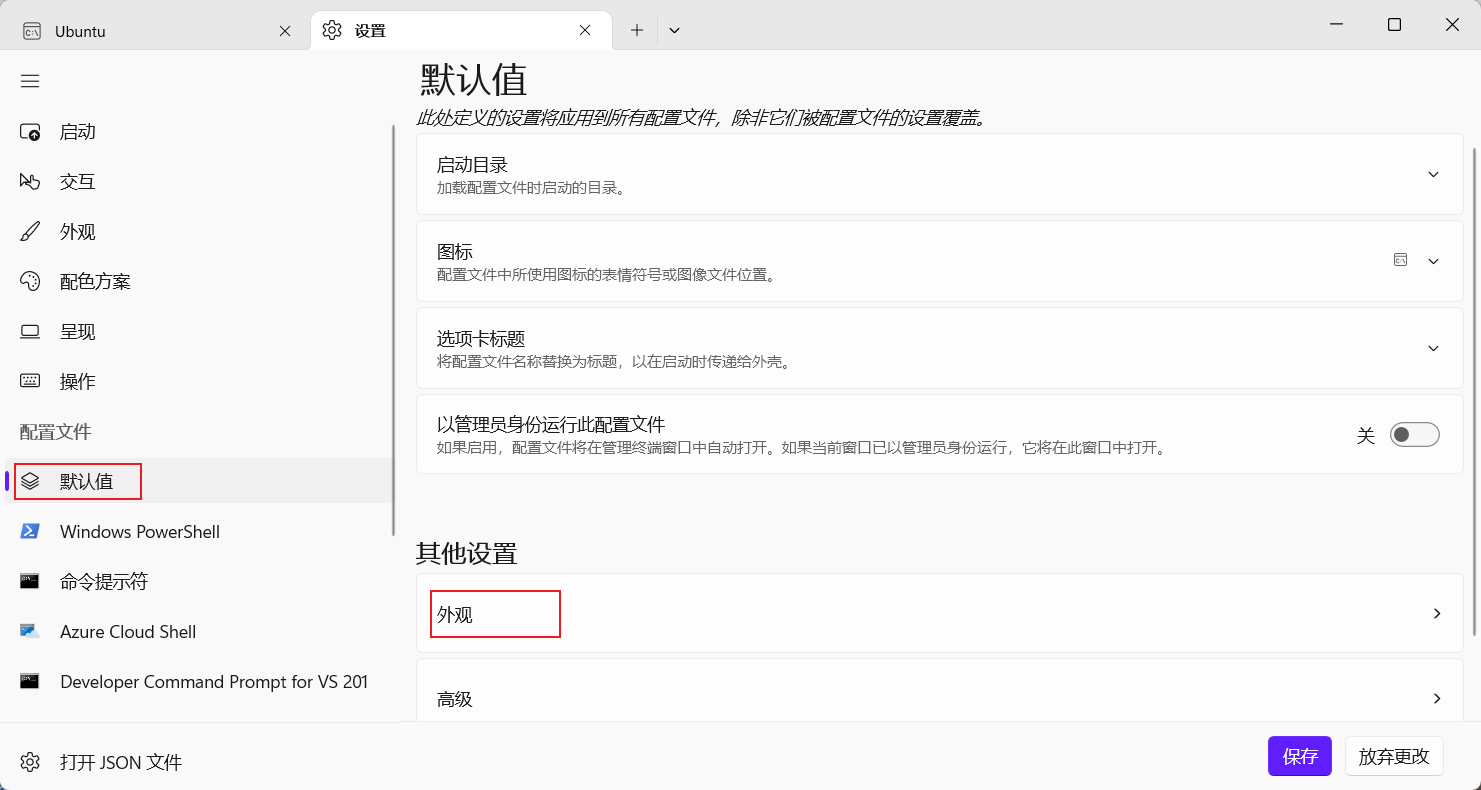 Ubuntu
设置
启动
交互
外观
配色方案
呈现
操作
配置文件
默认值
Windows PowerShell
命令提示符
Azure Cloud Shell
Developer Command Prompt for VS 201
打开 JSON 文件
默认值
此处定义的设置将应用到所有配置文件，除非它们被配置文件的设置覆盖。
启动目录
加载配置文件时启动的目录。
图标
配置文件中所使用图标的表情符号或图像文件位置。
选项卡标题
将配置文件名称替换为标题，以在启动时传递给外壳。
以管理员身份运行此配置文件
如果启用，配置文件将在管理终端窗口中自动打开。如果当前窗口已以管理员身份运行，它将在此窗口中打开。
关
其他设置
外观
高级
保存
放弃更改